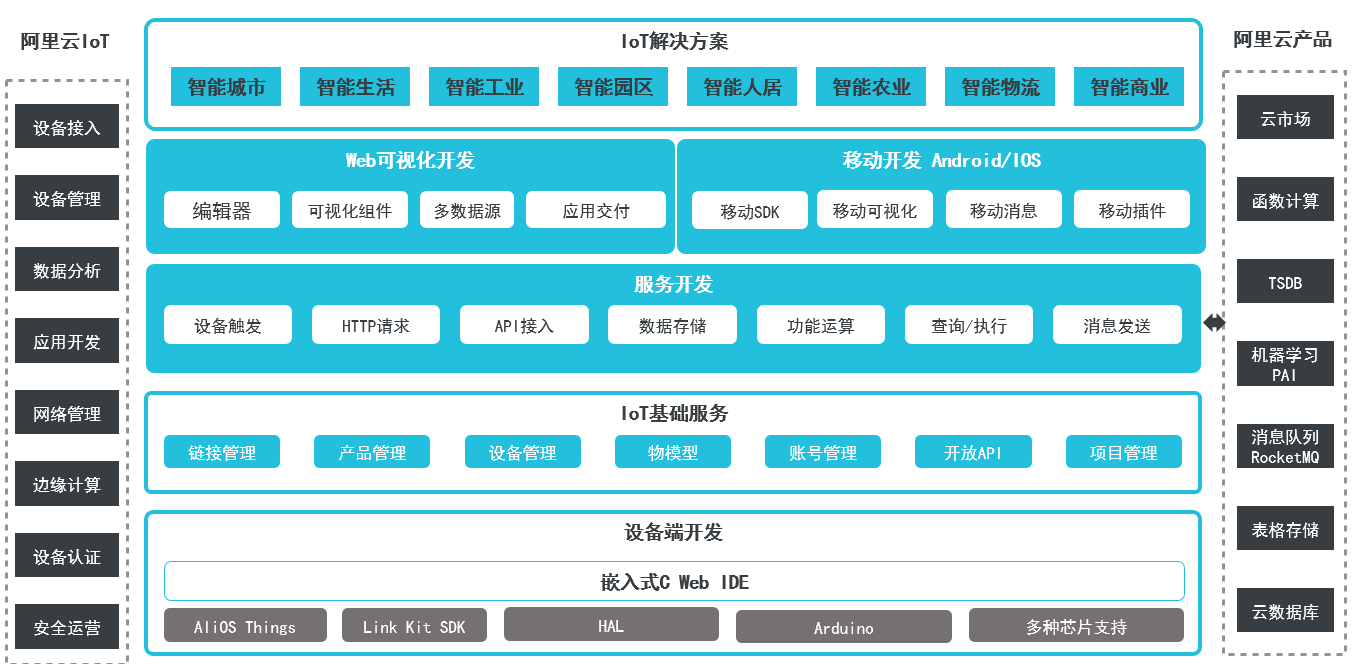 阿里云IoT
设备接入
设备管理
数据分析
应用开发
网络管理
边缘计算
设备认证
安全运营
IoT解决方案
智能城市 智能生活 智能工业 智能园区 智能人居 智能农业 智能物流 智能商业
Web可视化开发
编辑器 可视化组件 多数据源 应用交付
移动开发 Android/IOS
移动SDK 移动可视化 移动消息 移动插件
服务开发
设备触发 HTTP请求 API接入 数据存储 功能运算 查询/执行 消息发送
IoT基础服务
链接管理 产品管理 设备管理 物模型 账号管理 开放API 项目管理
设备端开发
嵌入式C Web IDE
AliOS Things Link Kit SDK HAL Arduino 多种芯片支持
阿里云产品
云市场
函数计算
TSDB
机器学习
PAI
消息队列
RocketMQ
表格存储
云数据库